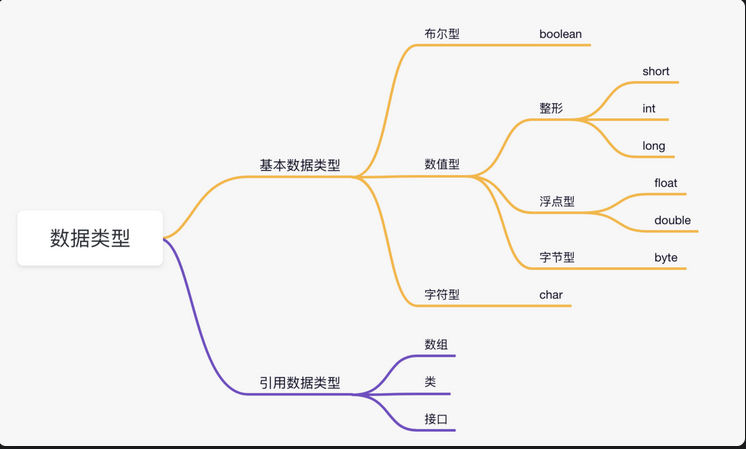 数据类型
基本数据类型
布尔型
boolean
数值型
整形
short
int
long
浮点型
float
double
字节型
byte
字符型
char
引用数据类型
数组
类
接口